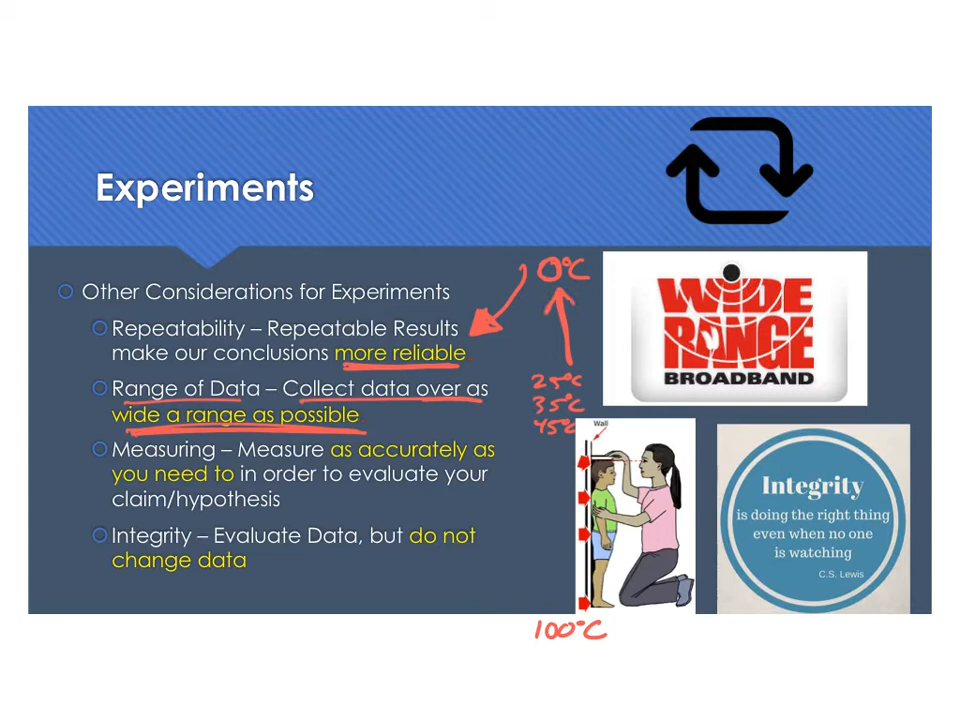 Experiments
Other Considerations for Experiments
Repeatability – Repeatable Results
make our conclusions more reliable.
Range of Data – Collect data over as
wide a range as possible.
Measuring – Measure as accurately as
you need to in order to evaluate your
claim/hypothesis
Integrity – Evaluate Data, but do not
change data
0°C
25°C
35°C
45°C
100°C
WIDE
RANGE
BROADBAND
Wall
Integrity
is doing the right thing
even when no one
is watching
C.S. Lewis